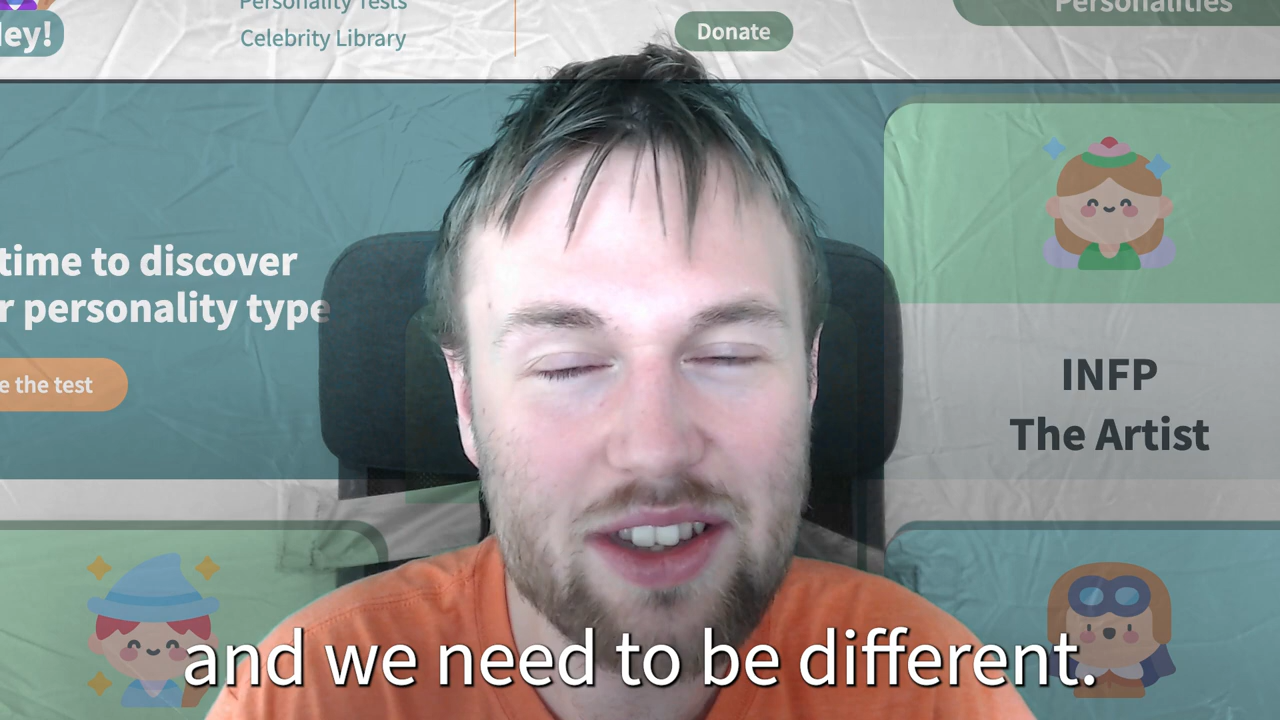 Hey!
Personality Tests
Celebrity Library
Donate
Personalities
time to discover
r personality type
e the test
INFP
The Artist
and we need to be different.